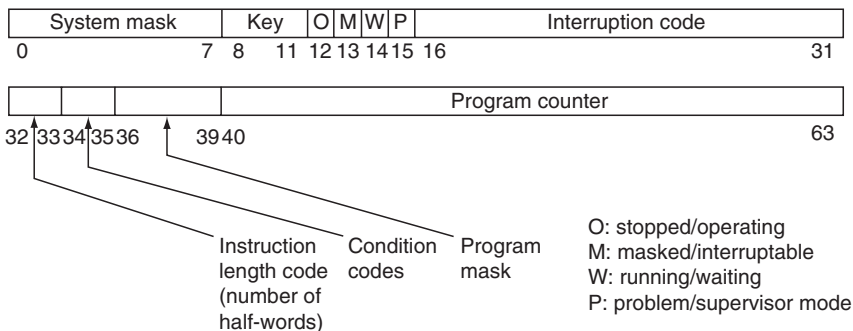 System mask Key O M W P Interruption code
0 7 8 11 12 13 14 15 16 31
Program counter
32 33 34 35 36 39 40 63
Instruction length code (number of half-words)
Condition codes
Program mask
O: stopped/operating
M: masked/interruptable
W: running/waiting
P: problem/supervisor mode